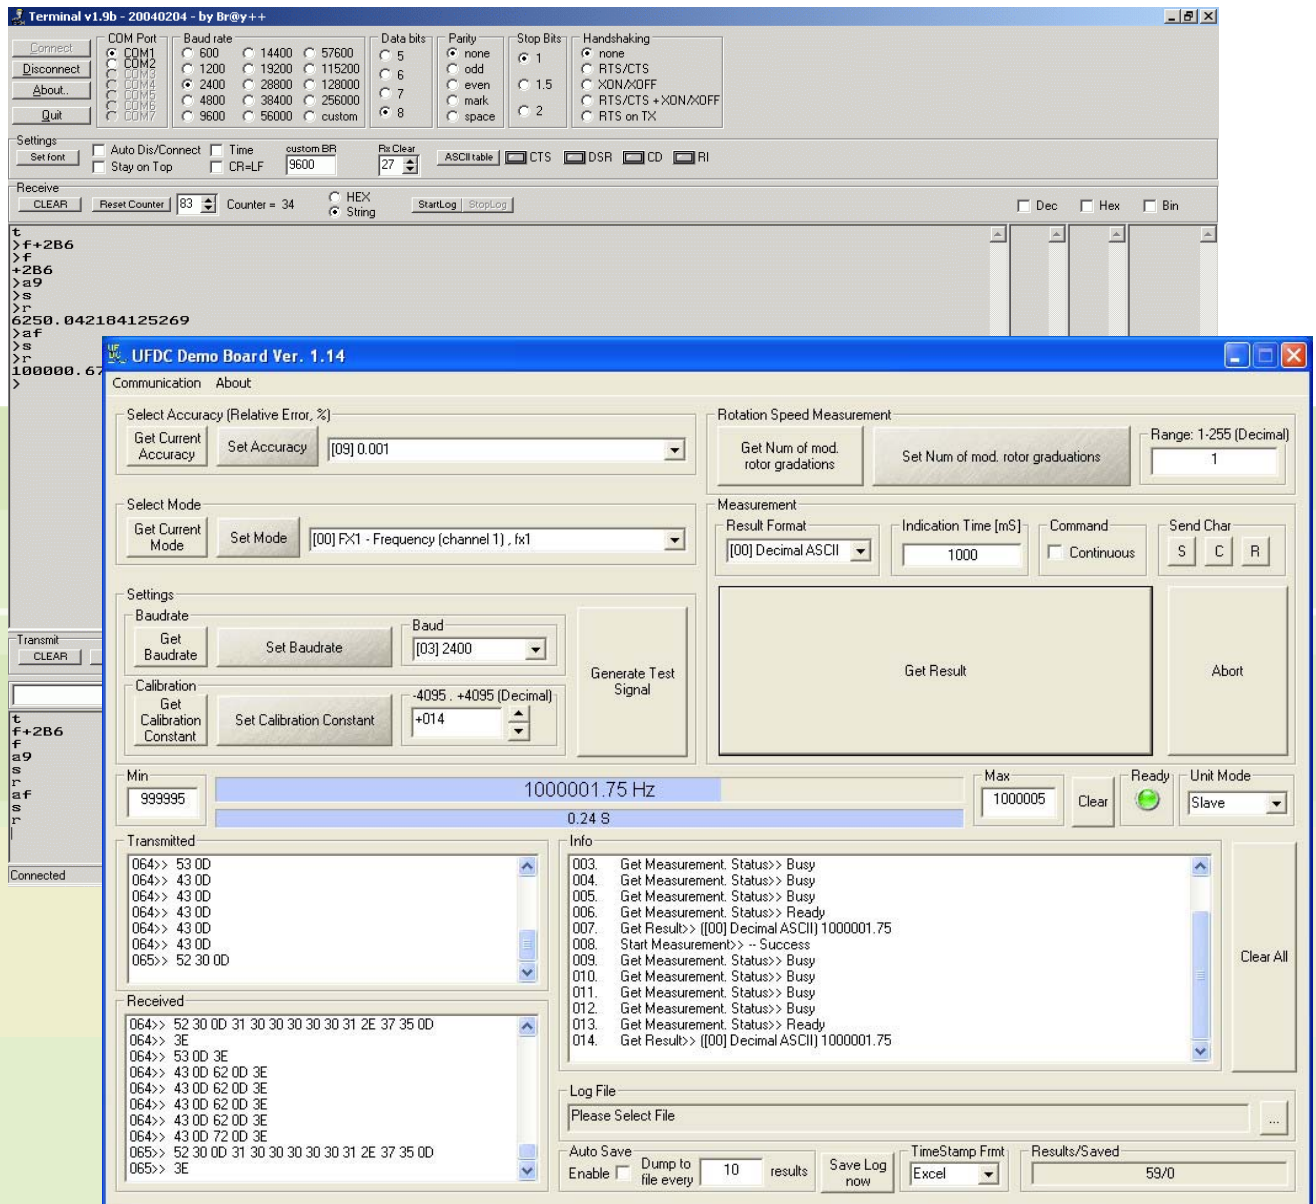 Terminal v1.9b - 20040204 - by Br@y++
Connect
Disconnect
About..
Quit
COM Port
COM1
COM2
COM3
COM4
COM5
COM6
COM7
Baud rate
600 14400 57600
1200 19200 115200
2400 28800 128000
4800 38400 256000
9600 56000 custom
Data bits
5
6
7
8
Parity
none
odd
even
mark
space
Stop Bits
1
1.5
2
Handshaking
none
RTS/CTS
XON/XOFF
RTS/CTS + XON/XOFF
RTS on TX
Settings
Set font
Auto Dis/Connect Time
Stay on Top CR=LF
custom BR
9600
Rx Clear
27
ASCII table CTS DSR CD RI
Receive
CLEAR Reset Counter 83 Counter = 34
HEX
String
StartLog StopLog
Dec Hex Bin
t
>f+2B6
>f
+2B6
>a9
>s
>r
6250.042184125269
>af
>s
>r
100000.67
>
Transmit
CLEAR
t
f+2B6
f
a9
s
r
af
s
r
Connected
UFDC Demo Board Ver. 1.14
Communication About
Select Accuracy (Relative Error, %)
Get Current Accuracy
Set Accuracy
[09] 0.001
Select Mode
Get Current Mode
Set Mode
[00] FX1 - Frequency (channel 1) , fx1
Settings
Baudrate
Get Baudrate
Set Baudrate
Baud
[03] 2400
Calibration
Get Calibration Constant
Set Calibration Constant
-4095 . +4095 (Decimal)
+014
Generate Test Signal
Rotation Speed Measurement
Get Num of mod. rotor gradations
Set Num of mod. rotor graduations
Range: 1-255 (Decimal)
1
Measurement
Result Format
[00] Decimal ASCII
Indication Time [mS]
1000
Command
Continuous
Send Char
S C R
Get Result
Abort
Min
999995
1000001.75 Hz
0.24 S
Max
1000005
Clear
Ready
Unit Mode
Slave
Transmitted
064>> 53 0D
064>> 43 0D
064>> 43 0D
064>> 43 0D
064>> 43 0D
064>> 43 0D
065>> 52 30 0D
Received
064>> 52 30 0D 31 30 30 30 30 30 31 2E 37 35 0D
064>> 3E
064>> 53 0D 3E
064>> 43 0D 62 0D 3E
064>> 43 0D 62 0D 3E
064>> 43 0D 62 0D 3E
064>> 43 0D 62 0D 3E
064>> 43 0D 72 0D 3E
065>> 52 30 0D 31 30 30 30 30 30 31 2E 37 35 0D
065>> 3E
Info
003. Get Measurement. Status>> Busy
004. Get Measurement. Status>> Busy
005. Get Measurement. Status>> Busy
006. Get Measurement. Status>> Ready
007. Get Result>> ([00] Decimal ASCII) 1000001.75
008. Start Measurement>> -- Success
009. Get Measurement. Status>> Busy
010. Get Measurement. Status>> Busy
011. Get Measurement. Status>> Busy
012. Get Measurement. Status>> Busy
013. Get Measurement. Status>> Ready
014. Get Result>> ([00] Decimal ASCII) 1000001.75
Clear All
Log File
Please Select File
...
Auto Save
Enable
Dump to file every
10
results
Save Log now
TimeStamp Frmt
Excel
Results/Saved
59/0